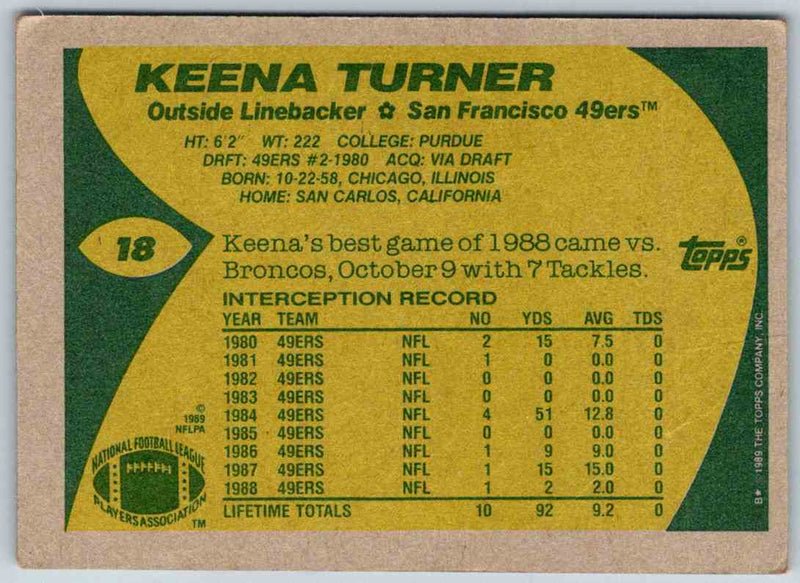 KEENA TURNER
Outside Linebacker ✿ San Francisco 49ers™
HT: 6'2" WT: 222 COLLEGE: PURDUE
DRFT: 49ERS #2-1980 ACQ: VIA DRAFT
BORN: 10-22-58, CHICAGO, ILLINOIS
HOME: SAN CARLOS, CALIFORNIA
18
Keena's best game of 1988 came vs.
Broncos, October 9 with 7 Tackles.
topps®
INTERCEPTION RECORD
YEAR TEAM NO YDS AVG TDS
1980 49ERS NFL 2 15 7.5 0
1981 49ERS NFL 1 0 0.0 0
1982 49ERS NFL 0 0 0.0 0
1983 49ERS NFL 0 0 0.0 0
1984 49ERS NFL 4 51 12.8 0
1985 49ERS NFL 0 0 0.0 0
1986 49ERS NFL 1 9 9.0 0
1987 49ERS NFL 1 15 15.0 0
1988 49ERS NFL 1 2 2.0 0
LIFETIME TOTALS 10 92 9.2 0
©
1989
NFLPA
NATIONAL FOOTBALL LEAGUE
PLAYERS ASSOCIATION
TM
B★ 1989 THE TOPPS COMPANY, INC.